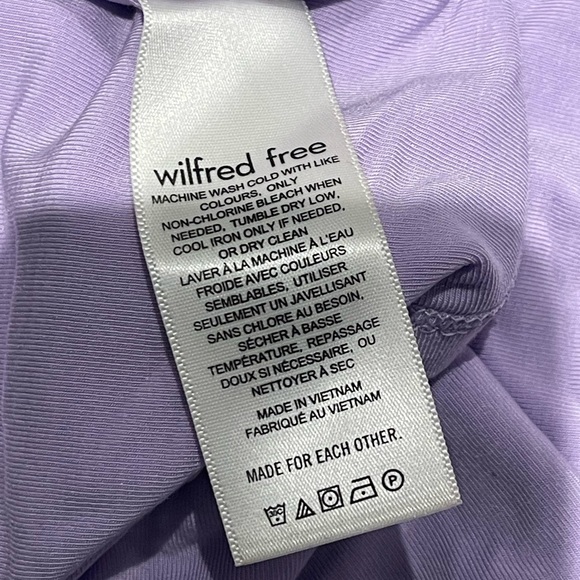 wilfred free
MACHINE WASH COLD WITH LIKE
COLOURS, ONLY
NON-CHLORINE BLEACH WHEN
NEEDED, TUMBLE DRY LOW,
COOL IRON ONLY IF NEEDED,
OR DRY CLEAN
LAVER À LA MACHINE À L'EAU
FROIDE AVEC COULEURS
SEMBLABLES, UTILISER
SEULEMENT UN JAVELLISANT
SANS CHLORE AU BESOIN,
SÉCHER À BASSE
TEMPÉRATURE, REPASSAGE
DOUX SI NÉCESSAIRE, OU
NETTOYER À SEC
MADE IN VIETNAM
FABRIQUÉ AU VIETNAM
MADE FOR EACH OTHER.
30C P